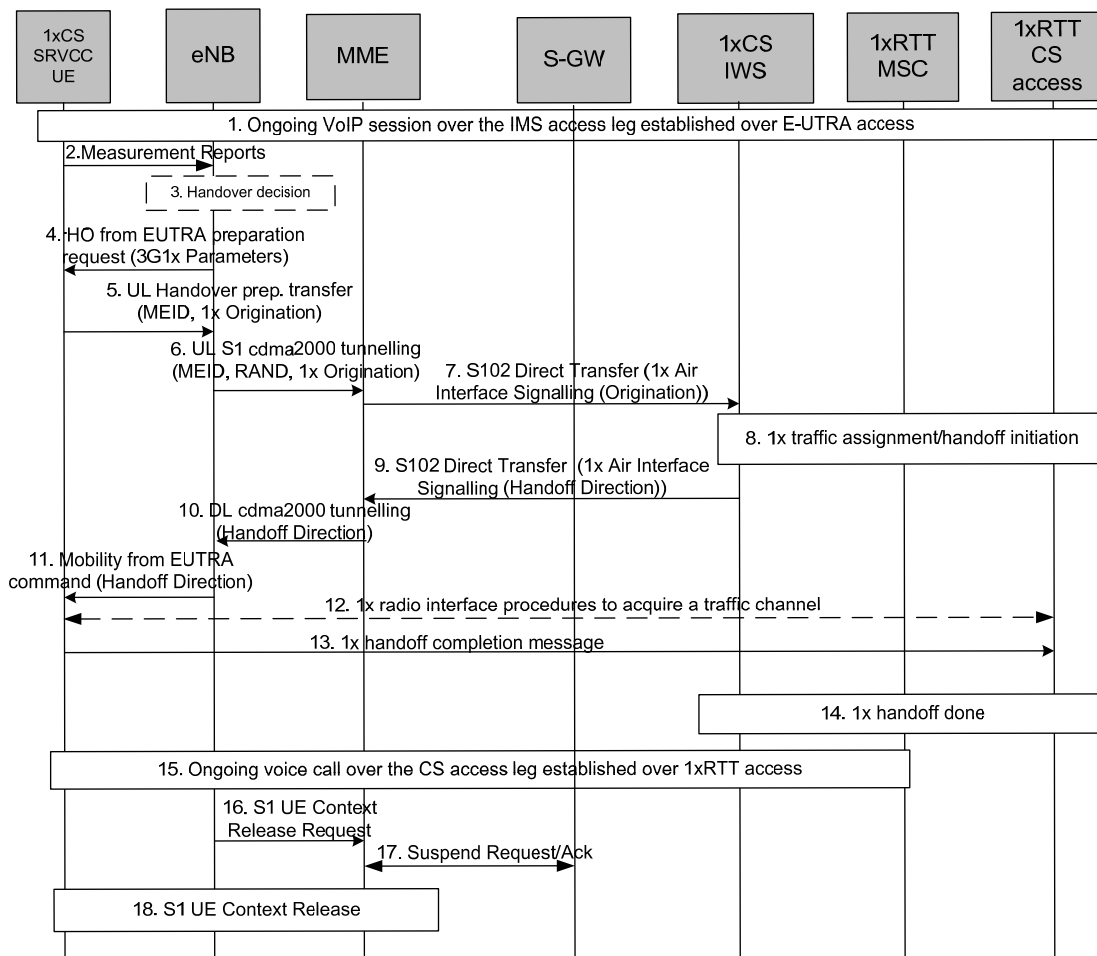 1xCS
SRVCC
UE
eNB
MME
S-GW
1xCS
IWS
1xRTT
MSC
1xRTT
CS
access
1. Ongoing VoIP session over the IMS access leg established over E-UTRA access
2.Measurement Reports
3. Handover decision
4. HO from EUTRA preparation
request (3G1x Parameters)
5. UL Handover prep. transfer
(MEID, 1x Origination)
6. UL S1 cdma2000 tunnelling
(MEID, RAND, 1x Origination)
7. S102 Direct Transfer (1x Air
Interface Signalling (Origination))
8. 1x traffic assignment/handoff initiation
9. S102 Direct Transfer (1x Air Interface
Signalling (Handoff Direction))
10. DL cdma2000 tunnelling
(Handoff Direction)
11. Mobility from EUTRA
command (Handoff Direction)
12. 1x radio interface procedures to acquire a traffic channel
13. 1x handoff completion message
14. 1x handoff done
15. Ongoing voice call over the CS access leg established over 1xRTT access
16. S1 UE Context
Release Request
17. Suspend Request/Ack
18. S1 UE Context Release